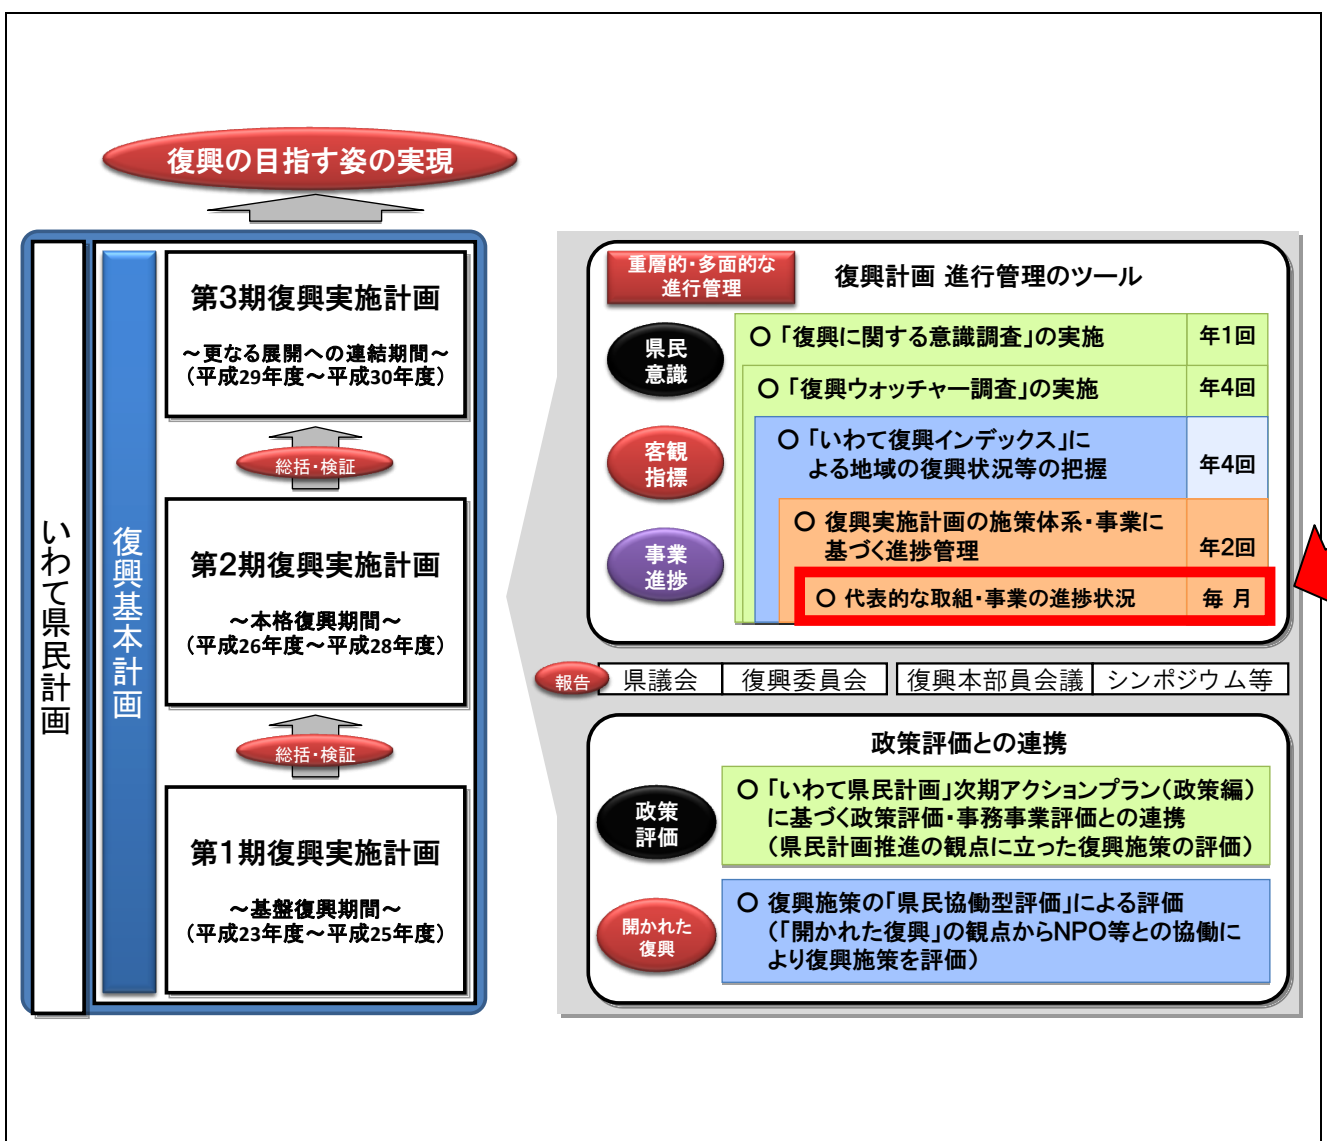 復興の目指す姿の実現
いわて県民計画
復興基本計画
第3期復興実施計画
～更なる展開への連結期間～
（平成29年度～平成30年度）
総括・検証
第2期復興実施計画
～本格復興期間～
（平成26年度～平成28年度）
総括・検証
第1期復興実施計画
～基盤復興期間～
（平成23年度～平成25年度）
重層的・多面的な
進行管理
復興計画 進行管理のツール
県民
意識
○「復興に関する意識調査」の実施 年1回
○「復興ウォッチャー調査」の実施 年4回
客観
指標
○「いわて復興インデックス」に
よる地域の復興状況等の把握 年4回
事業
進捗
○ 復興実施計画の施策体系・事業に
基づく進捗管理 年2回
○ 代表的な取組・事業の進捗状況 毎 月
報告 県議会 復興委員会 復興本部員会議 シンポジウム等
政策評価との連携
政策
評価
○「いわて県民計画」次期アクションプラン（政策編）
に基づく政策評価・事務事業評価との連携
（県民計画推進の観点に立った復興施策の評価）
開かれた
復興
○ 復興施策の「県民協働型評価」による評価
（「開かれた復興」の観点からNPO等との協働に
より復興施策を評価）